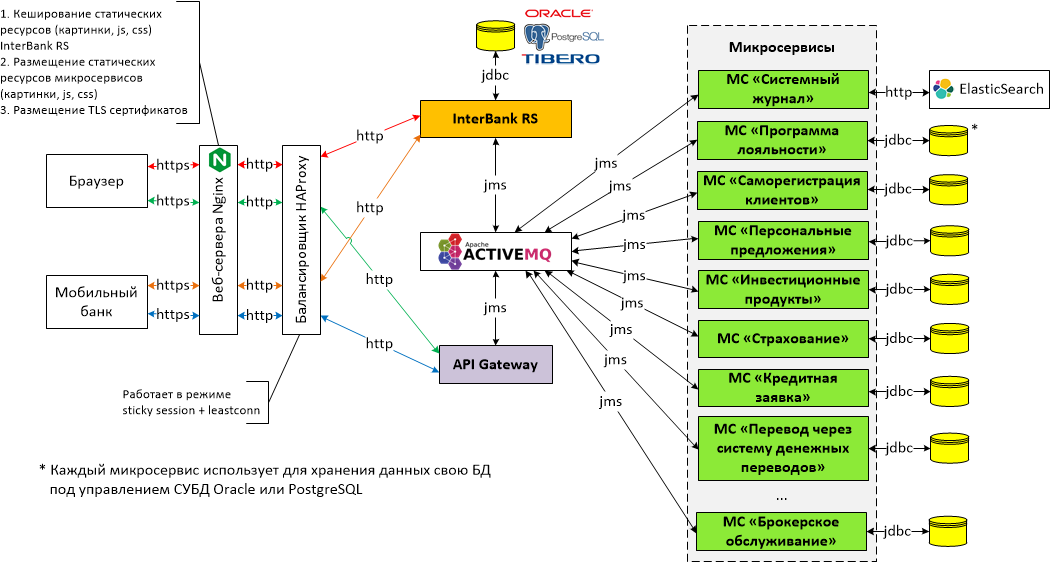 1. Кеширование статических
ресурсов (картинки, js, css)
InterBank RS
2. Размещение статических
ресурсов микросервисов
(картинки, js, css)
3. Размещение TLS сертификатов
ORACLE
PostgreSQL
TIBERO
jdbc
InterBank RS
Браузер
Мобильный
банк
https
https
https
https
Веб-сервера Nginx
http
http
http
http
Балансировщик HAProxy
http
http
http
http
jms
Apache
ACTIVEMQ
jms
API Gateway
Работает в режиме
sticky session + leastconn
jms
jms
jms
jms
jms
jms
jms
jms
jms
Микросервисы
МС «Системный
журнал»
http
ElasticSearch
МС «Программа
лояльности»
jdbc
*
МС «Саморегистрация
клиентов»
jdbc
МС «Персональные
предложения»
jdbc
МС «Инвестиционные
продукты»
jdbc
МС «Страхование»
jdbc
МС «Кредитная
заявка»
jdbc
МС «Перевод через
систему денежных
переводов»
jdbc
...
МС «Брокерское
обслуживание»
jdbc
* Каждый микросервис использует для хранения данных свою БД
под управлением СУБД Oracle или PostgreSQL